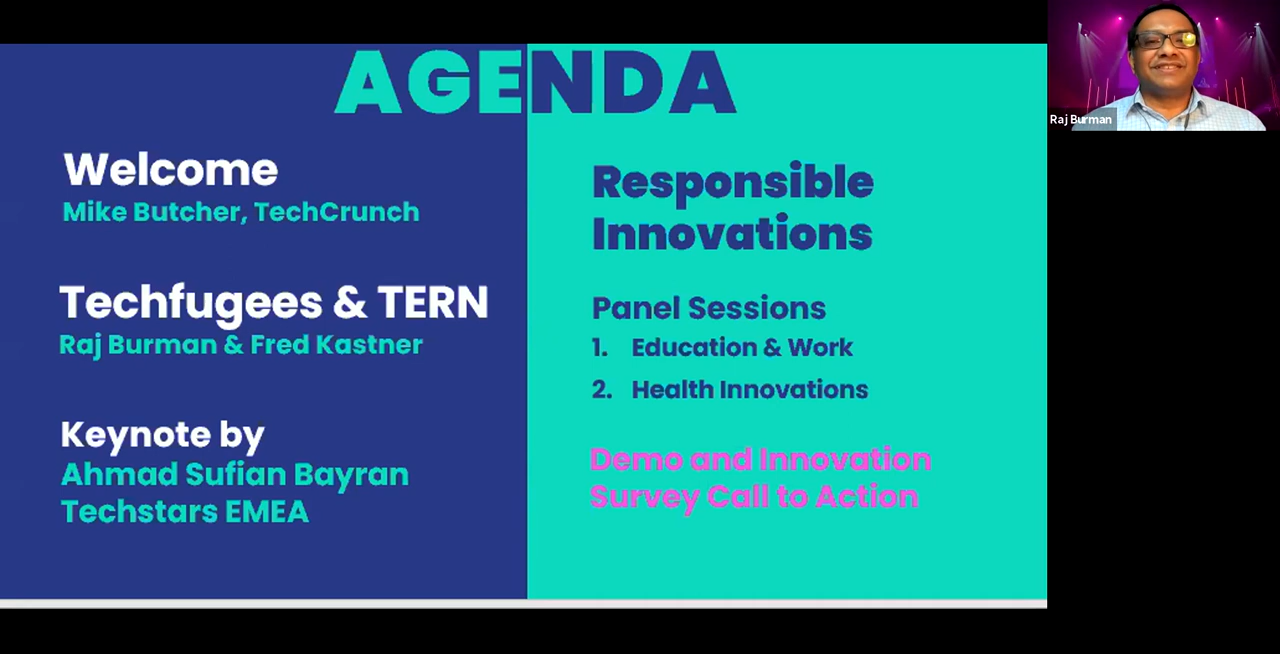 AGENDA
Welcome
Mike Butcher, TechCrunch
Techfugees & TERN
Raj Burman & Fred Kastner
Keynote by
Ahmad Sufian Bayran
Techstars EMEA
Responsible
Innovations
Panel Sessions
1. Education & Work
2. Health Innovations
Demo and Innovation
Survey Call to Action
Raj Burman